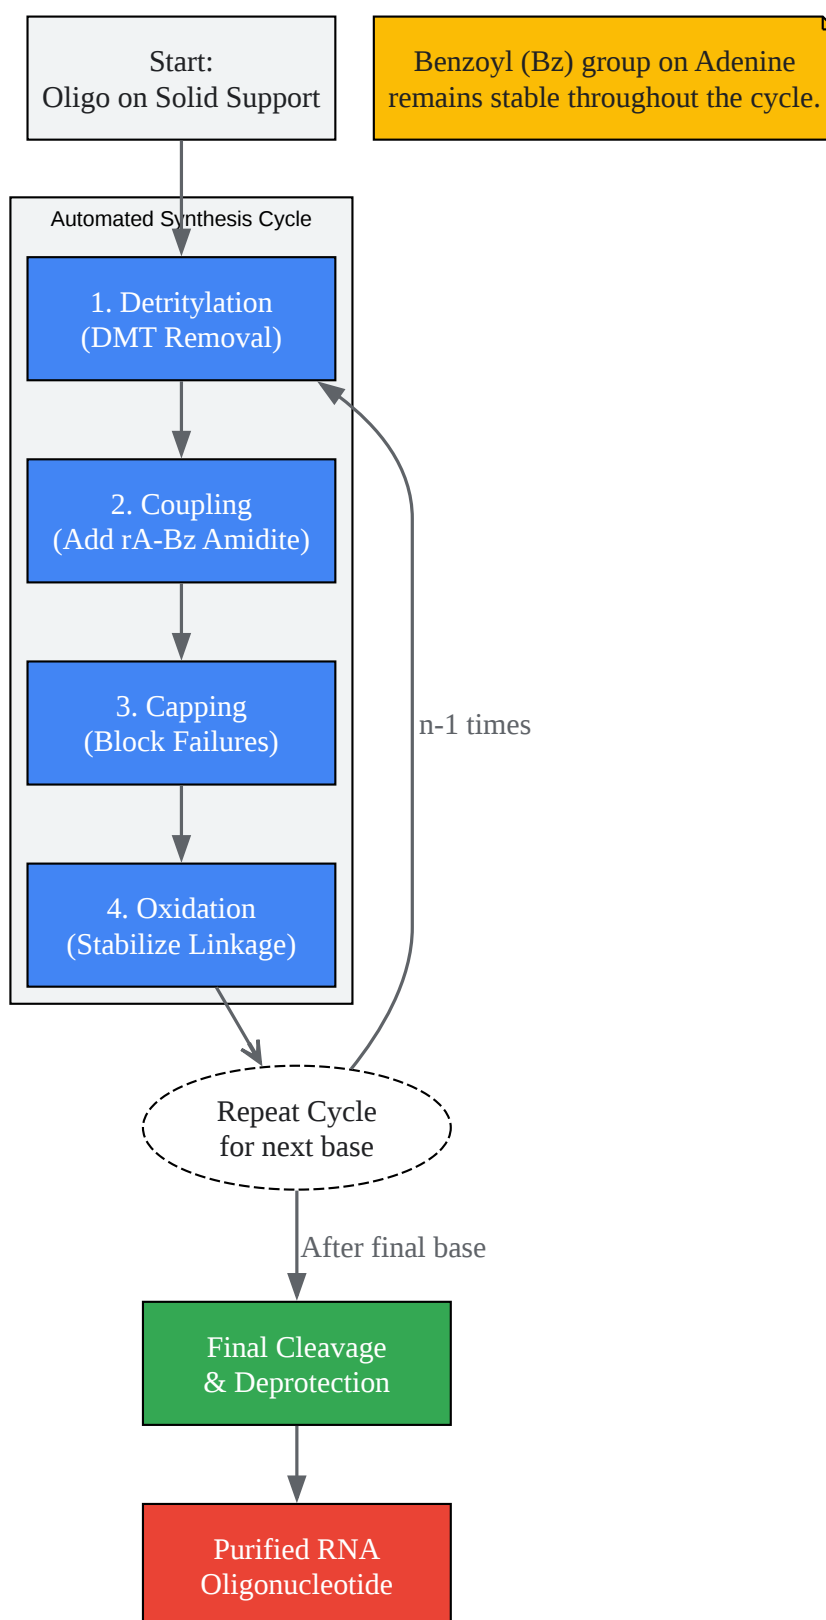 Start:
Oligo on Solid Support
Benzoyl (Bz) group on Adenine
remains stable throughout the cycle.
Automated Synthesis Cycle
1. Detritylation
(DMT Removal)
2. Coupling
(Add rA-Bz Amidite)
3. Capping
(Block Failures)
n-1 times
4. Oxidation
(Stabilize Linkage)
Repeat Cycle
for next base
After final base
Final Cleavage
& Deprotection
Purified RNA
Oligonucleotide